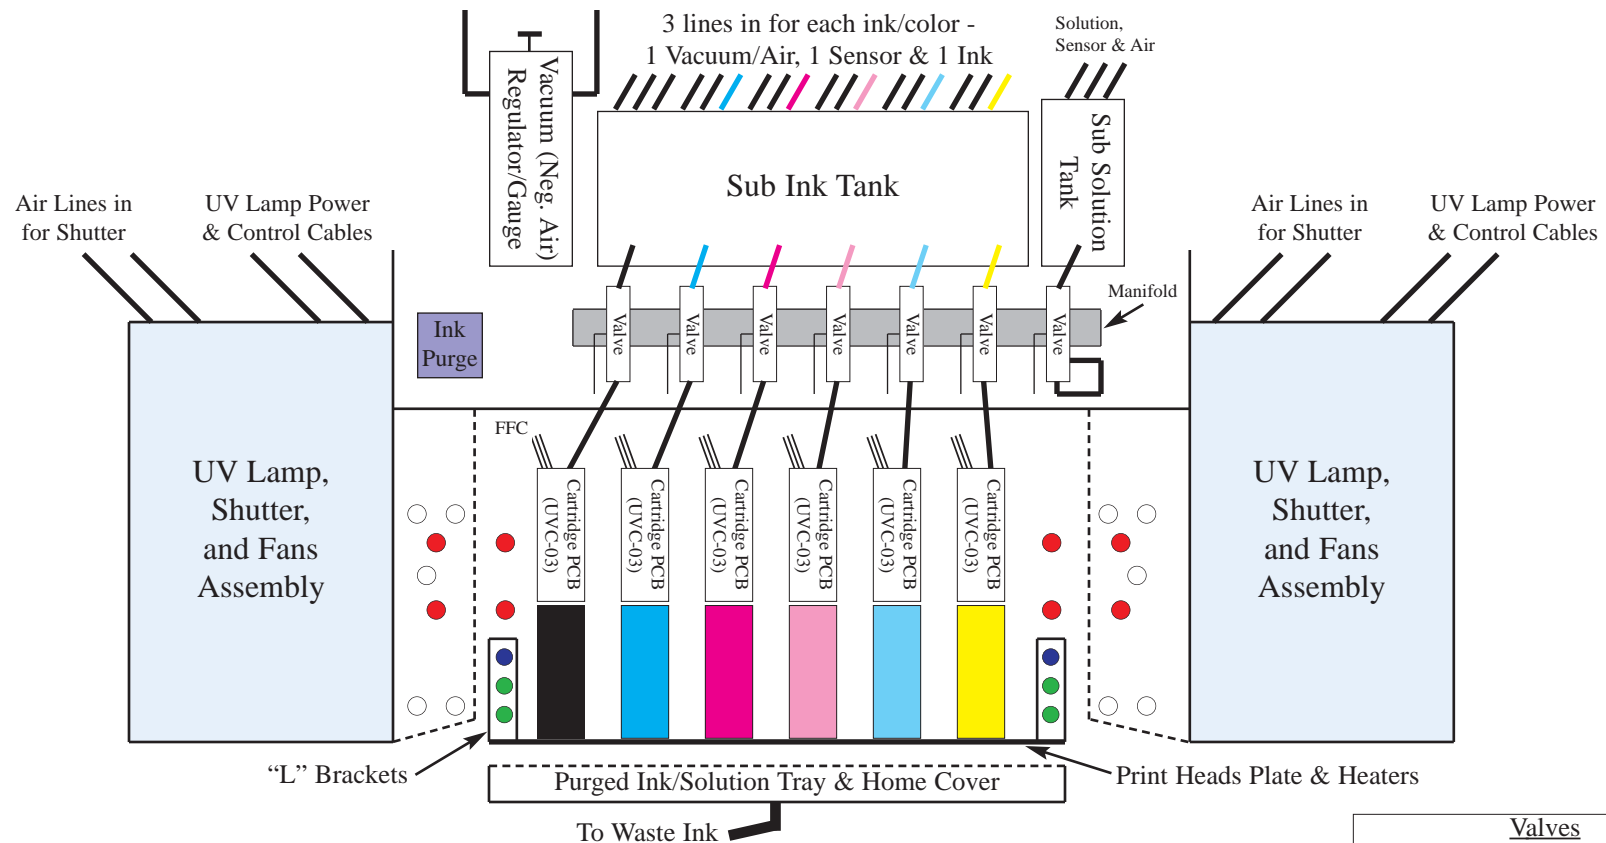 3 lines in for each ink/color -
1 Vacuum/Air, 1 Sensor & 1 Ink
Solution,
Sensor & Air
Vacuum (Neg. Air)
Regulator/Gauge
Sub Ink Tank
Sub Solution
Tank
Air Lines in
for Shutter
UV Lamp Power
& Control Cables
Air Lines in
for Shutter
UV Lamp Power
& Control Cables
Manifold
Ink
Purge
Valve
Valve
Valve
Valve
Valve
Valve
Valve
FFC
UV Lamp,
Shutter,
and Fans
Assembly
Cartridge PCB
(UVC-03)
Cartridge PCB
(UVC-03)
Cartridge PCB
(UVC-03)
Cartridge PCB
(UVC-03)
Cartridge PCB
(UVC-03)
Cartridge PCB
(UVC-03)
UV Lamp,
Shutter,
and Fans
Assembly
“L” Brackets
Purged Ink/Solution Tray & Home Cover
Print Heads Plate & Heaters
To Waste Ink
Valves